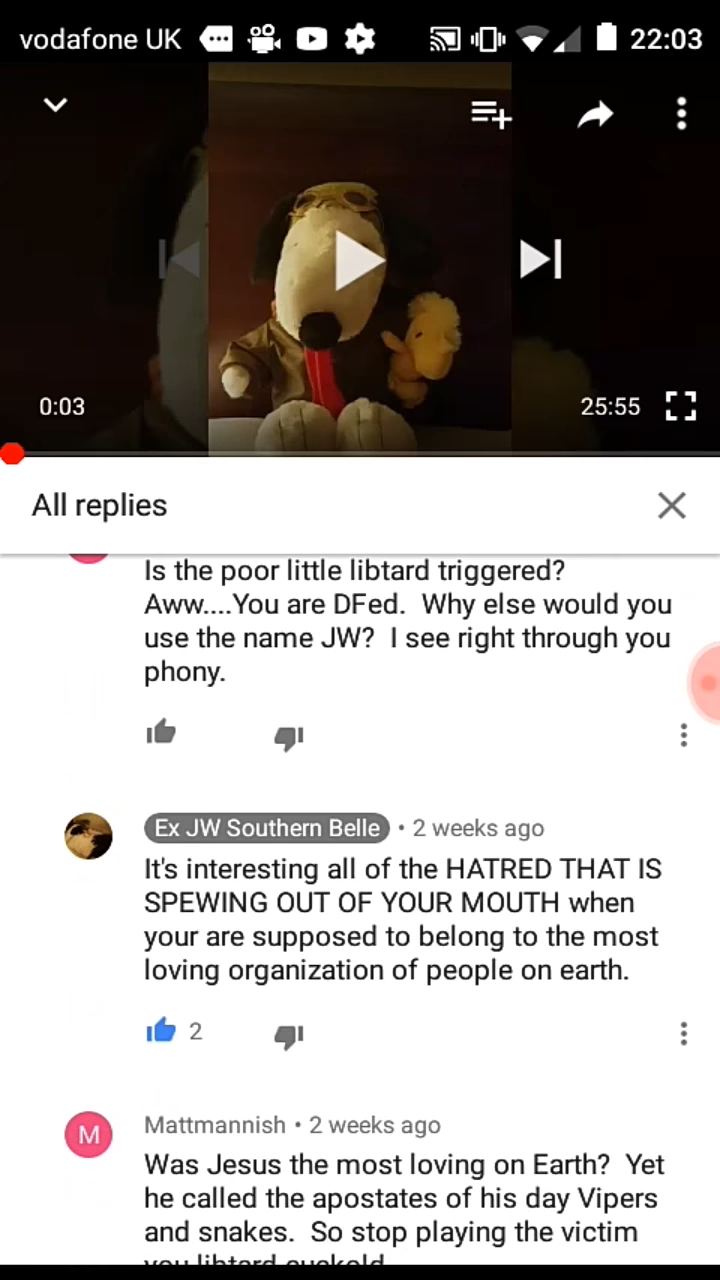 vodafone UK 22:03
0:03 25:55
All replies
Is the poor little libtard triggered?
Aww....You are DFed.  Why else would you
use the name JW?  I see right through you
phony.
Ex JW Southern Belle • 2 weeks ago
It's interesting all of the HATRED THAT IS
SPEWING OUT OF YOUR MOUTH when
your are supposed to belong to the most
loving organization of people on earth.
2
M Mattmannish • 2 weeks ago
Was Jesus the most loving on Earth?  Yet
he called the apostates of his day Vipers
and snakes.  So stop playing the victim
you libtard cuckold